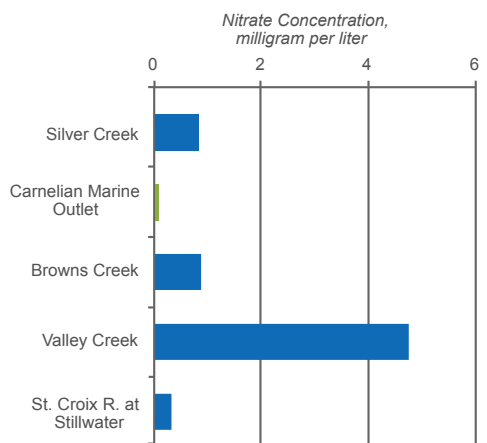 Nitrate Concentration,
milligram per liter
0 2 4 6
Silver Creek
Carnelian Marine
Outlet
Browns Creek
Valley Creek
St. Croix R. at
Stillwater